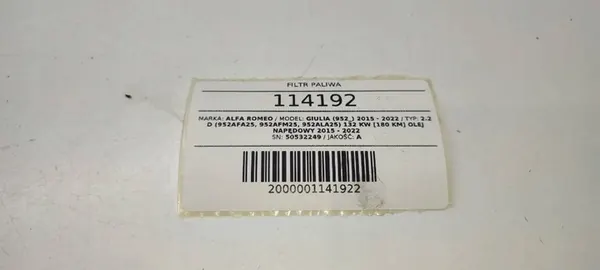 FILTR PALIWA
114192
MARKA: ALFA ROMEO / MODEL: GIULIA (952_) 2015 - 2022 / TYP: 2.2
D (952AFA25, 952AFM25, 952ALA25) 132 KW [180 KM] OLEJ
NAPĘDOWY 2015 - 2022
SN: 50532249 / JAKOŚĆ: A
2000001141922